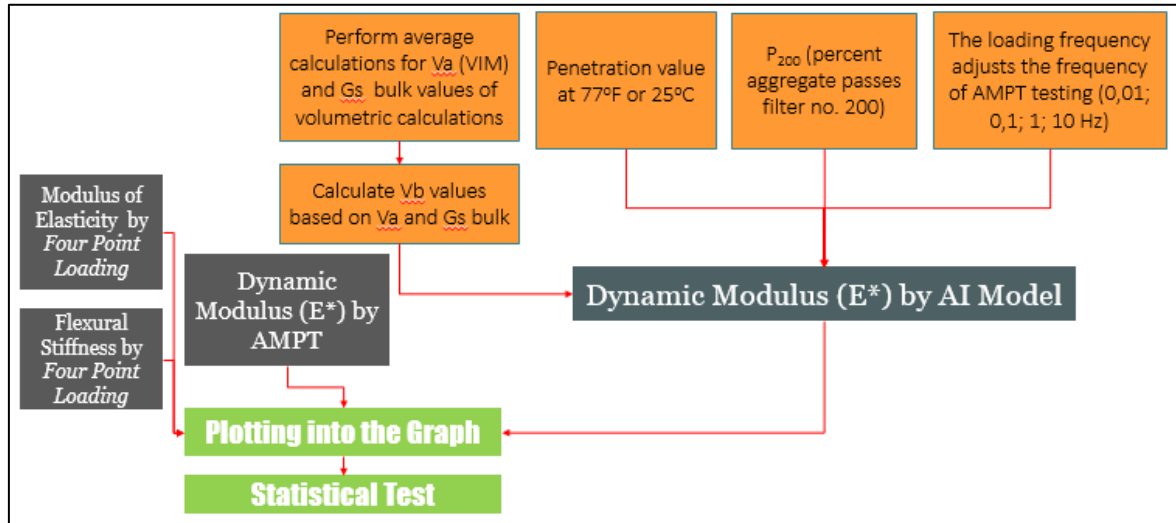 Perform average
calculations for Va (VIM)
and Gs bulk values of
volumetric calculations
Penetration value
at 77ºF or 25ºC
P200 (percent
aggregate passes
filter no. 200)
The loading frequency
adjusts the frequency
of AMPT testing (0,01;
0,1; 1; 10 Hz)
Calculate Vb values
based on Va and Gs bulk
Modulus of
Elasticity by
Four Point
Loading
Dynamic
Modulus (E*) by
AMPT
Dynamic Modulus (E*) by AI Model
Flexural
Stiffness by
Four Point
Loading
Plotting into the Graph
Statistical Test